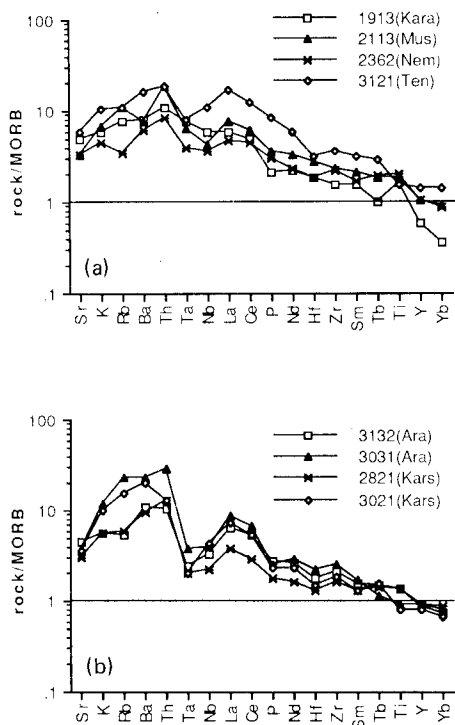 100
10
1
.1
rock/MORB
(a)
1913(Kara)
2113(Mus)
2362(Nem)
3121(Ten)
Sr K Rb Ba Th Ta Nb La Ce P Nd Hf Zr Sm Tb Ti Y Yb
100
10
1
.1
rock/MORB
(b)
3132(Ara)
3031(Ara)
2821(Kars)
3021(Kars)
Sr K Rb Ba Th Ta Nb La Ce P Nd Hf Zr Sm Tb Ti Y Yb